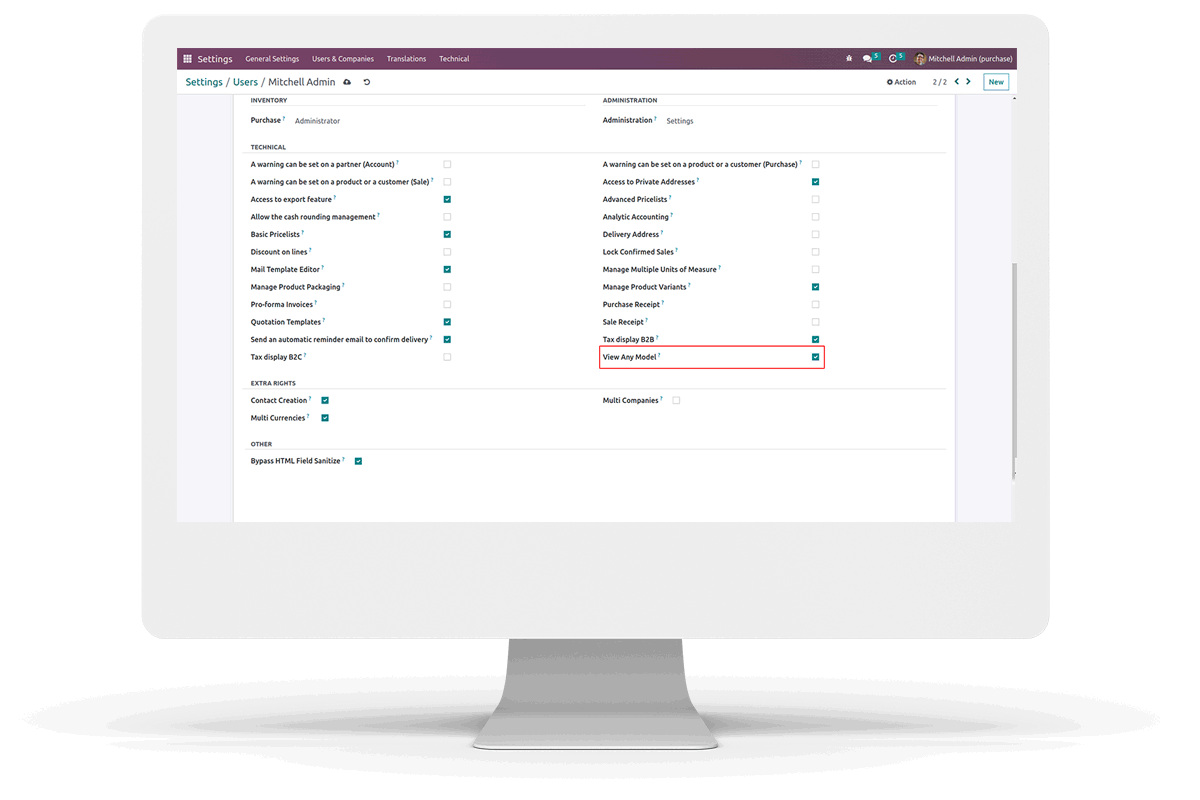 Settings General Settings Users & Companies Translations Technical 5 5 Mitchell Admin (purchase)
Settings / Users / Mitchell Admin Action 2 / 2 New
INVENTORY ADMINISTRATION
Purchase ? Administrator Administration ? Settings
TECHNICAL
A warning can be set on a partner (Account) ? A warning can be set on a product or a customer (Purchase) ?
A warning can be set on a product or a customer (Sale) ? Access to Private Addresses ?
Access to export feature ? Advanced Pricelists ?
Allow the cash rounding management ? Analytic Accounting ?
Basic Pricelists ? Delivery Address ?
Discount on lines ? Lock Confirmed Sales ?
Mail Template Editor ? Manage Multiple Units of Measure ?
Manage Product Packaging ? Manage Product Variants ?
Pro-forma Invoices ? Purchase Receipt ?
Quotation Templates ? Sale Receipt ?
Send an automatic reminder email to confirm delivery ? Tax display B2B ?
Tax display B2C ? View Any Model ?
EXTRA RIGHTS
Contact Creation ? Multi Companies ?
Multi Currencies ?
OTHER
Bypass HTML Field Sanitize ?